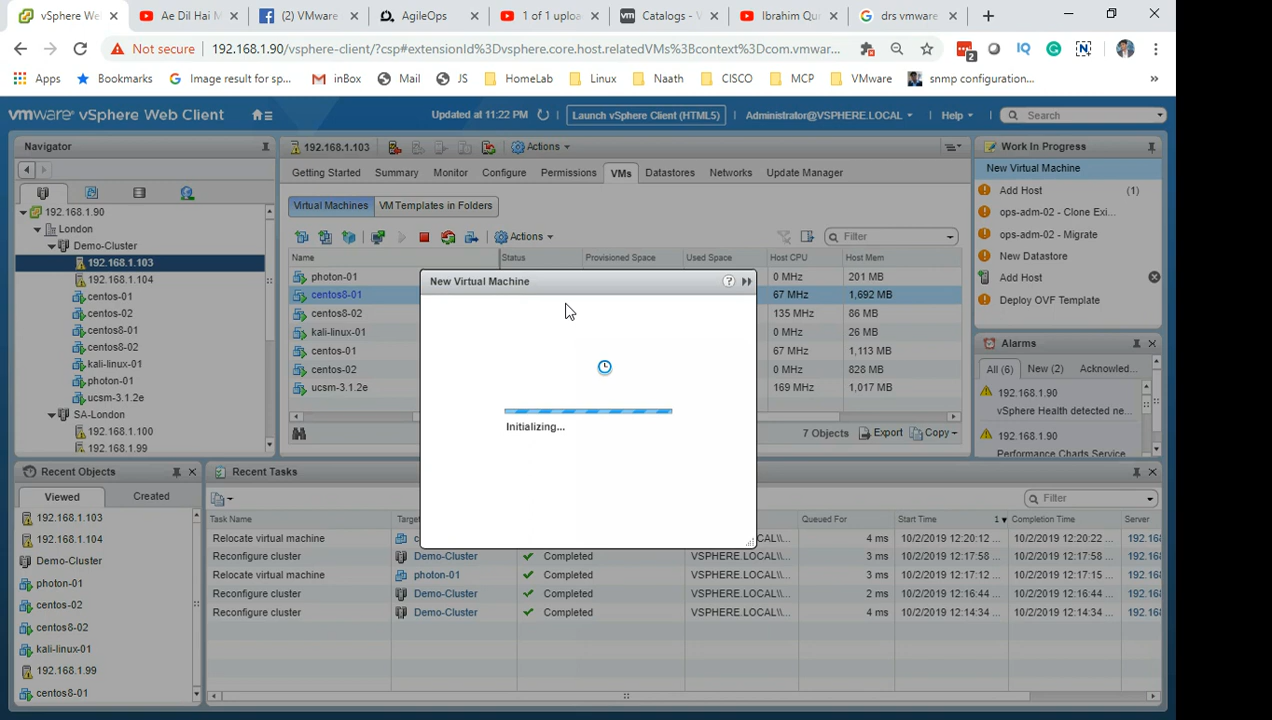 vSphere We
Ae Dil Hai M
(2) VMware
AgileOps
1 of 1 uploa
Catalogs - V
Ibrahim Qur
drs vmware
Not secure
192.168.1.90/vsphere-client/?csp#extensionId%3Dvsphere.core.host.relatedVMs%3Bcontext%3Dcom.vmwar...
2
IQ
Apps
Bookmarks
Image result for sp...
inBox
Mail
JS
HomeLab
Linux
Naath
CISCO
MCP
VMware
snmp configuration...
»
vmware® vSphere Web Client
Updated at 11:22 PM
Launch vSphere Client (HTML5)
Administrator@VSPHERE.LOCAL
Help
Search
Navigator
192.168.1.90
London
Demo-Cluster
192.168.1.103
192.168.1.104
centos-01
centos-02
centos8-01
centos8-02
kali-linux-01
photon-01
ucsm-3.1.2e
SA-London
192.168.1.100
192.168.1.99
192.168.1.103
Actions
Getting Started
Summary
Monitor
Configure
Permissions
VMs
Datastores
Networks
Update Manager
Virtual Machines
VM Templates in Folders
Actions
Filter
Name Status Provisioned Space Used Space Host CPU Host Mem
photon-01 0 MHz 201 MB
centos8-01 67 MHz 1,692 MB
centos8-02 135 MHz 86 MB
kali-linux-01 0 MHz 26 MB
centos-01 67 MHz 1,113 MB
centos-02 0 MHz 828 MB
ucsm-3.1.2e 169 MHz 1,017 MB
7 Objects
Export
Copy
New Virtual Machine
?
Initializing...
Work In Progress
New Virtual Machine
Add Host (1)
ops-adm-02 - Clone Exi...
ops-adm-02 - Migrate
New Datastore
Add Host
Deploy OVF Template
Alarms
All (6)
New (2)
Acknowled...
192.168.1.90
vSphere Health detected ne...
192.168.1.90
Performance Charts Service
Recent Objects
Viewed
Created
192.168.1.103
192.168.1.104
Demo-Cluster
photon-01
centos-02
centos8-02
kali-linux-01
192.168.1.99
centos8-01
Recent Tasks
Filter
Task Name Target Queued For Start Time 1 Completion Time Server
Relocate virtual machine c CAL\\... 4 ms 10/2/2019 12:20:12 ... 10/2/2019 12:20:22 ... 192.168
Reconfigure cluster Demo-Cluster Completed VSPHERE.LOCAL\\... 3 ms 10/2/2019 12:17:58 ... 10/2/2019 12:17:58 ... 192.168
Relocate virtual machine photon-01 Completed VSPHERE.LOCAL\\... 3 ms 10/2/2019 12:17:12 ... 10/2/2019 12:17:15 ... 192.168
Reconfigure cluster Demo-Cluster Completed VSPHERE.LOCAL\\... 2 ms 10/2/2019 12:16:44 ... 10/2/2019 12:16:44 ... 192.168
Reconfigure cluster Demo-Cluster Completed VSPHERE.LOCAL\\... 4 ms 10/2/2019 12:14:34 ... 10/2/2019 12:14:34 ... 192.168